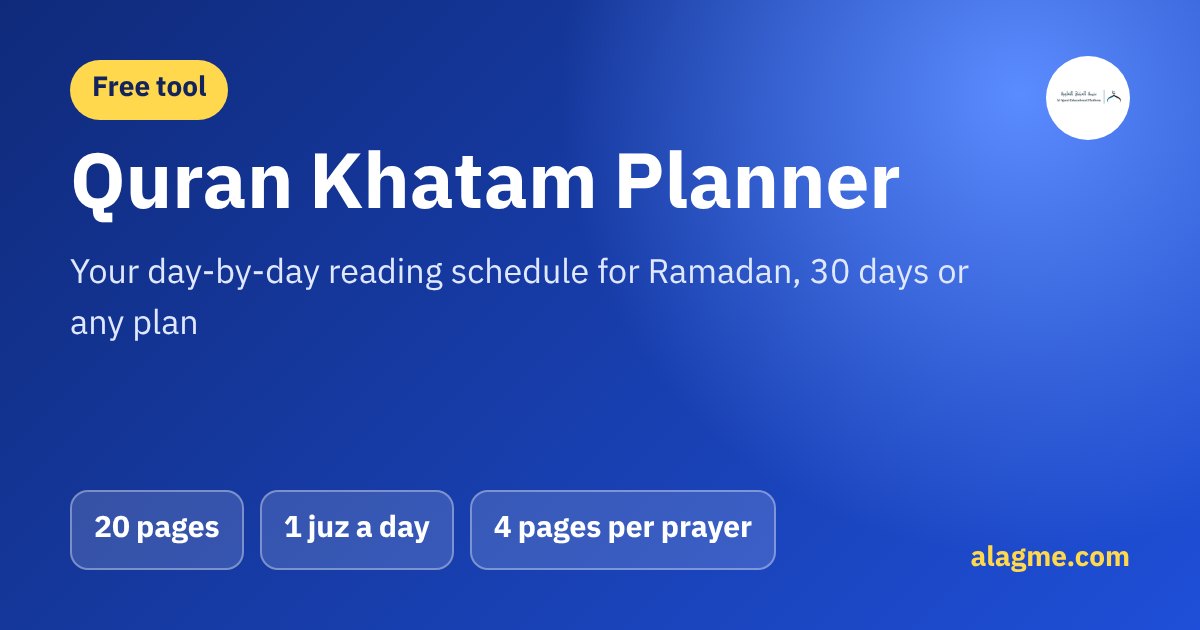 Free tool
Quran Khatam Planner
Your day-by-day reading schedule for Ramadan, 30 days or
any plan
20 pages
1 juz a day
4 pages per prayer
alagme.com